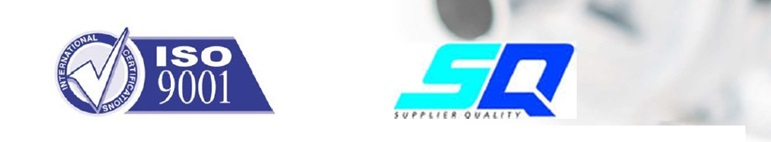 INTERNATIONAL CERTIFICATIONS
ISO
9001
SQ
SUPPLIER QUALITY